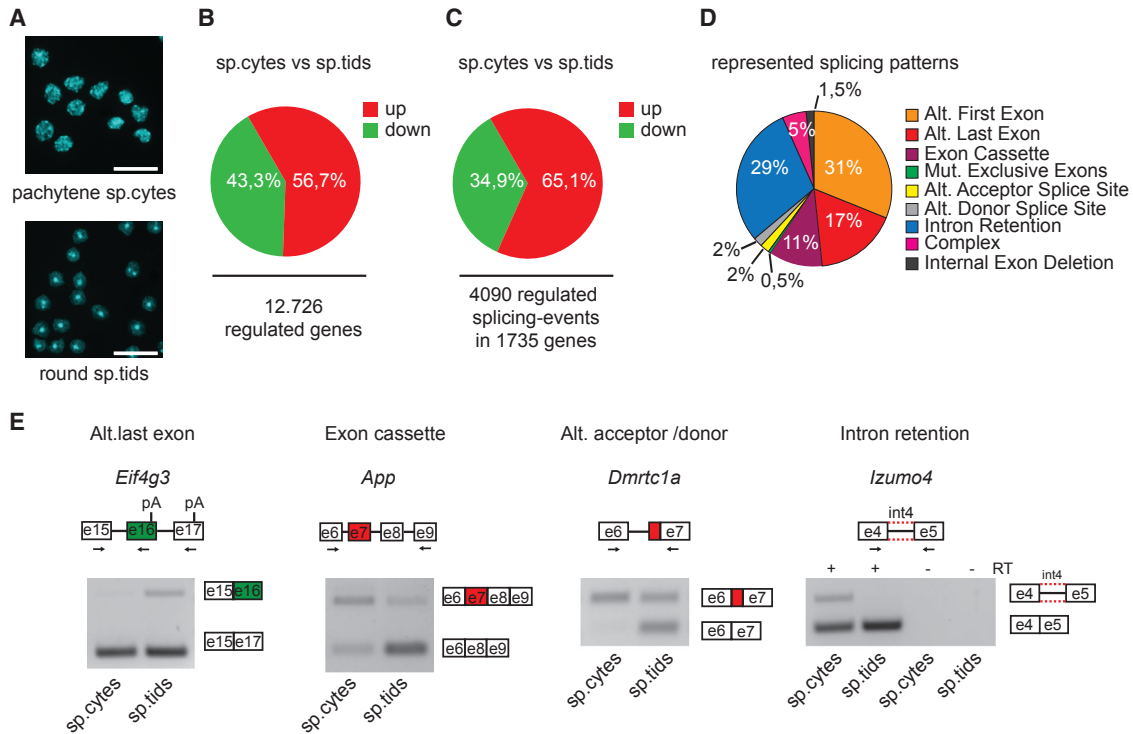 A
pachytene sp.cytes
round sp.tids
B
sp.cytes vs sp.tids
up
down
43,3%
56,7%
12.726
regulated genes
C
sp.cytes vs sp.tids
up
down
34,9%
65,1%
4090 regulated
splicing-events
in 1735 genes
D
represented splicing patterns
1,5%
5%
31%
29%
17%
11%
2%
2%
0,5%
Alt. First Exon
Alt. Last Exon
Exon Cassette
Mut. Exclusive Exons
Alt. Acceptor Splice Site
Alt. Donor Splice Site
Intron Retention
Complex
Internal Exon Deletion
E
Alt.last exon
Eif4g3
pA pA
e15 e16 e17
e15 e16
e15 e17
sp.cytes
sp.tids
Exon cassette
App
e6 e7 e8 e9
e6 e7 e8 e9
e6 e8 e9
sp.cytes
sp.tids
Alt. acceptor /donor
Dmrtc1a
e6 e7
e6 e7
e6 e7
sp.cytes
sp.tids
Intron retention
Izumo4
int4
e4 e5
+ + - - RT
int4
e4 e5
e4 e5
sp.cytes
sp.tids
sp.cytes
sp.tids